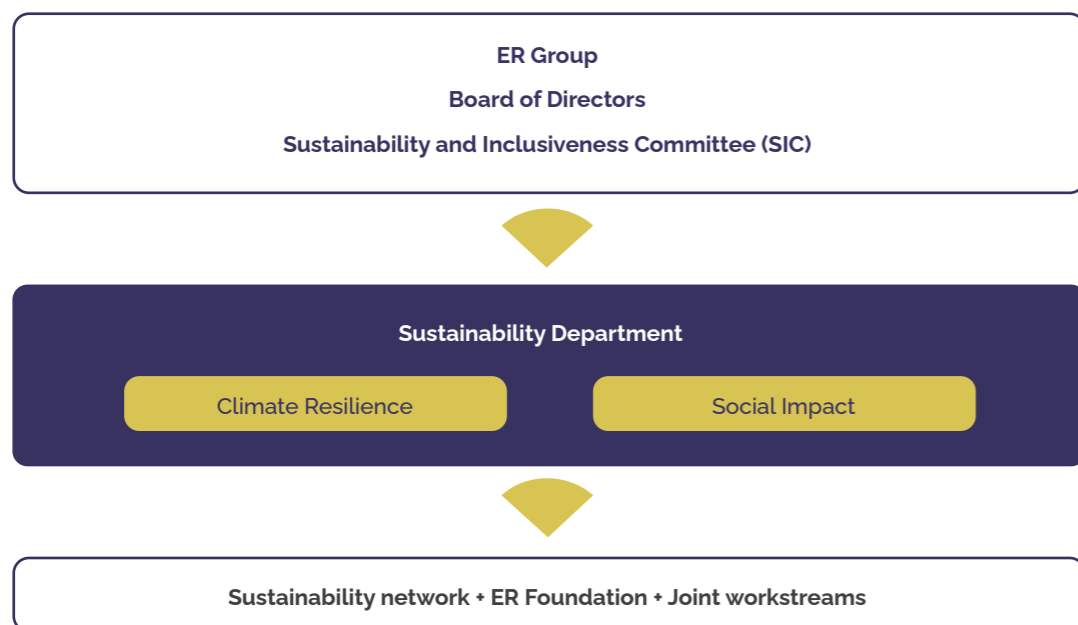 ER Group
Board of Directors
Sustainability and Inclusiveness Committee (SIC)
Sustainability Department
Climate Resilience
Social Impact
Sustainability network + ER Foundation + Joint workstreams